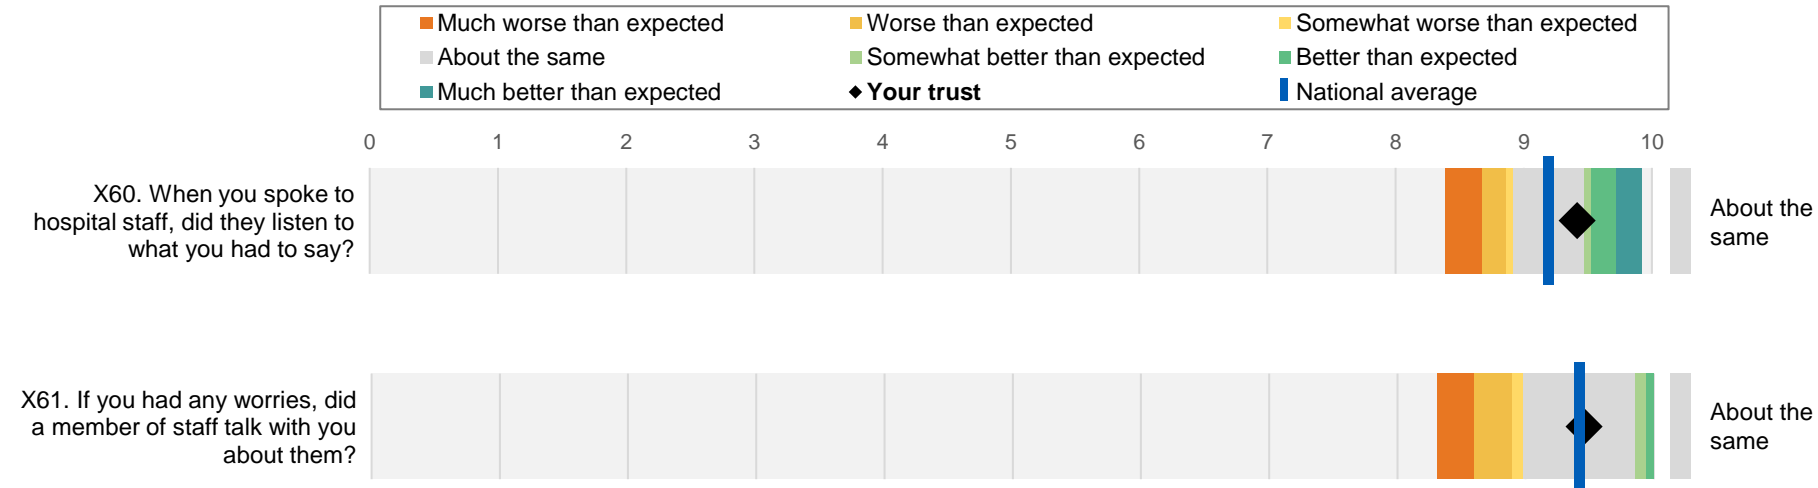 Much worse than expected
Worse than expected
Somewhat worse than expected
About the same
Somewhat better than expected
Better than expected
Much better than expected
Your trust
National average
0 1 2 3 4 5 6 7 8 9 10
X60. When you spoke to
hospital staff, did they listen to
what you had to say?
About the
same
X61. If you had any worries, did
a member of staff talk with you
about them?
About the
same